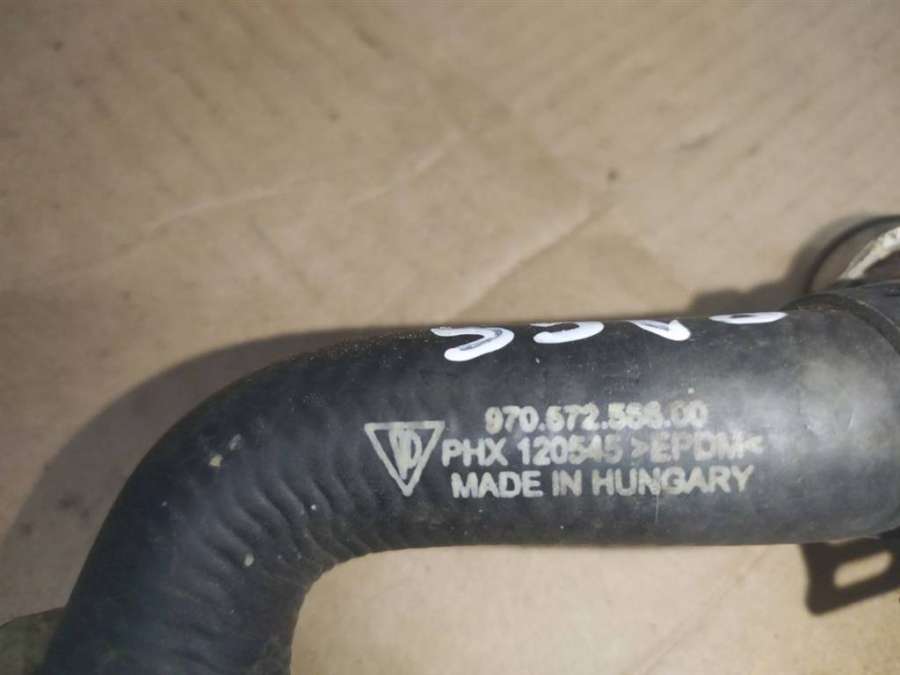 970.572.556.00
PHX 120545 >EPDM<
MADE IN HUNGARY